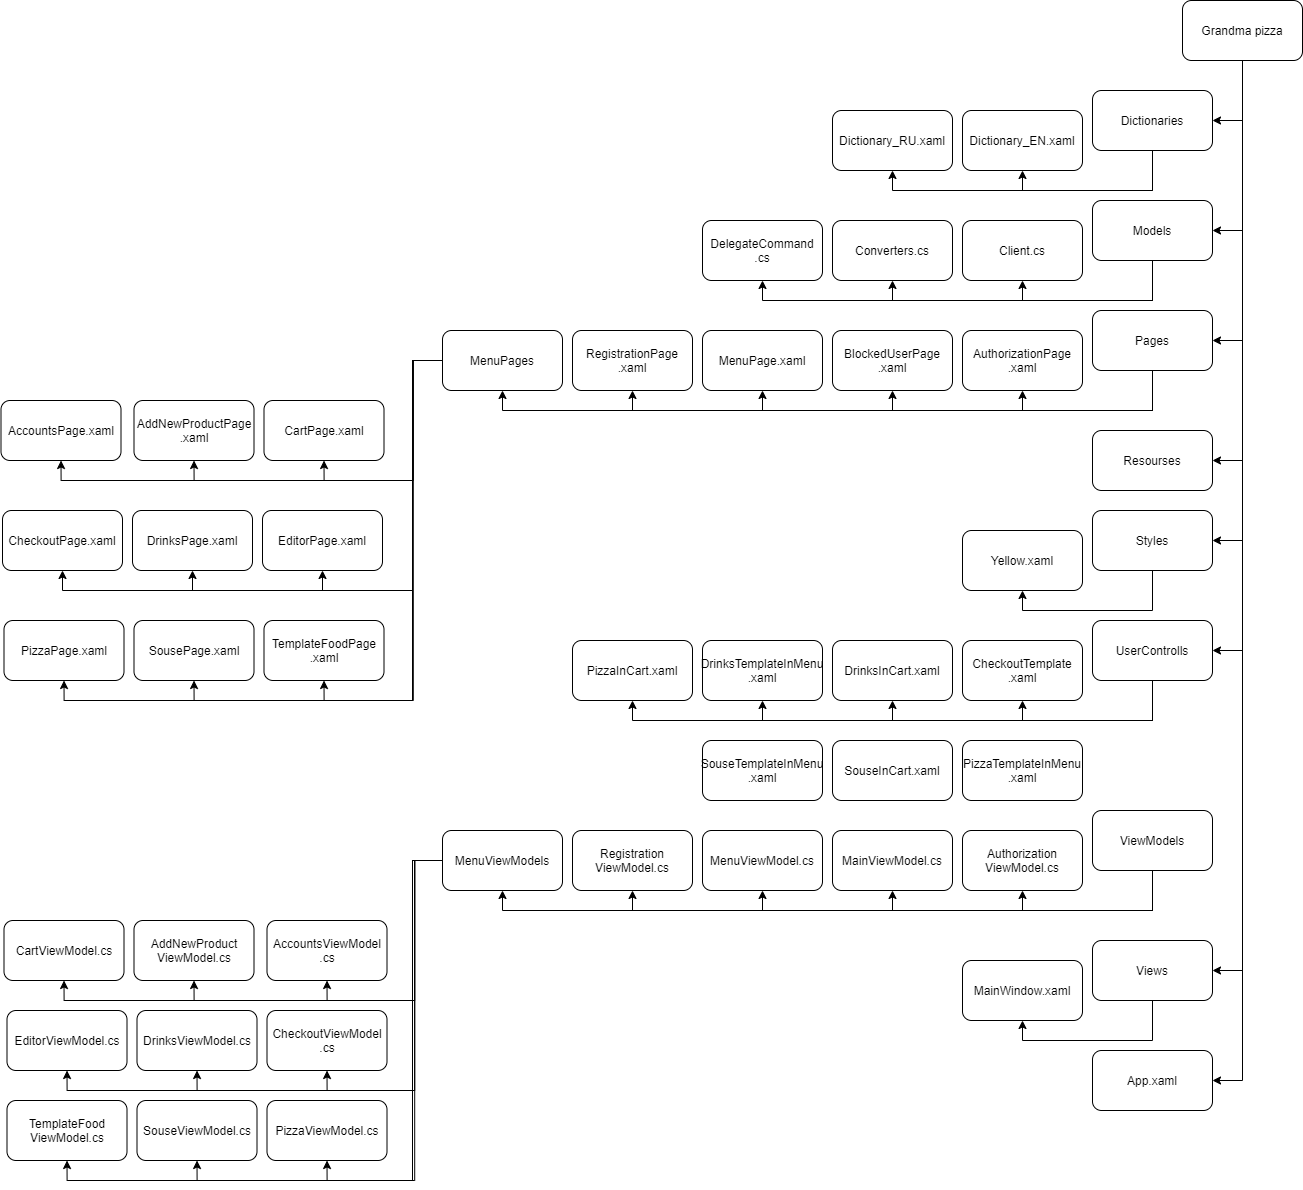 Grandma pizza
Dictionaries
Dictionary_RU.xaml
Dictionary_EN.xaml
Models
DelegateCommand
.cs
Converters.cs
Client.cs
Pages
MenuPages
RegistrationPage
.xaml
MenuPage.xaml
BlockedUserPage
.xaml
AuthorizationPage
.xaml
AccountsPage.xaml
AddNewProductPage
.xaml
CartPage.xaml
Resourses
CheckoutPage.xaml
DrinksPage.xaml
EditorPage.xaml
Styles
Yellow.xaml
PizzaPage.xaml
SousePage.xaml
TemplateFoodPage
.xaml
UserControlls
PizzaInCart.xaml
DrinksTemplateInMenu
.xaml
DrinksInCart.xaml
CheckoutTemplate
.xaml
SouseTemplateInMenu
.xaml
SouseInCart.xaml
PizzaTemplateInMenu
.xaml
ViewModels
MenuViewModels
Registration
ViewModel.cs
MenuViewModel.cs
MainViewModel.cs
Authorization
ViewModel.cs
CartViewModel.cs
AddNewProduct
ViewModel.cs
AccountsViewModel
.cs
Views
MainWindow.xaml
EditorViewModel.cs
DrinksViewModel.cs
CheckoutViewModel
.cs
App.xaml
TemplateFood
ViewModel.cs
SouseViewModel.cs
PizzaViewModel.cs